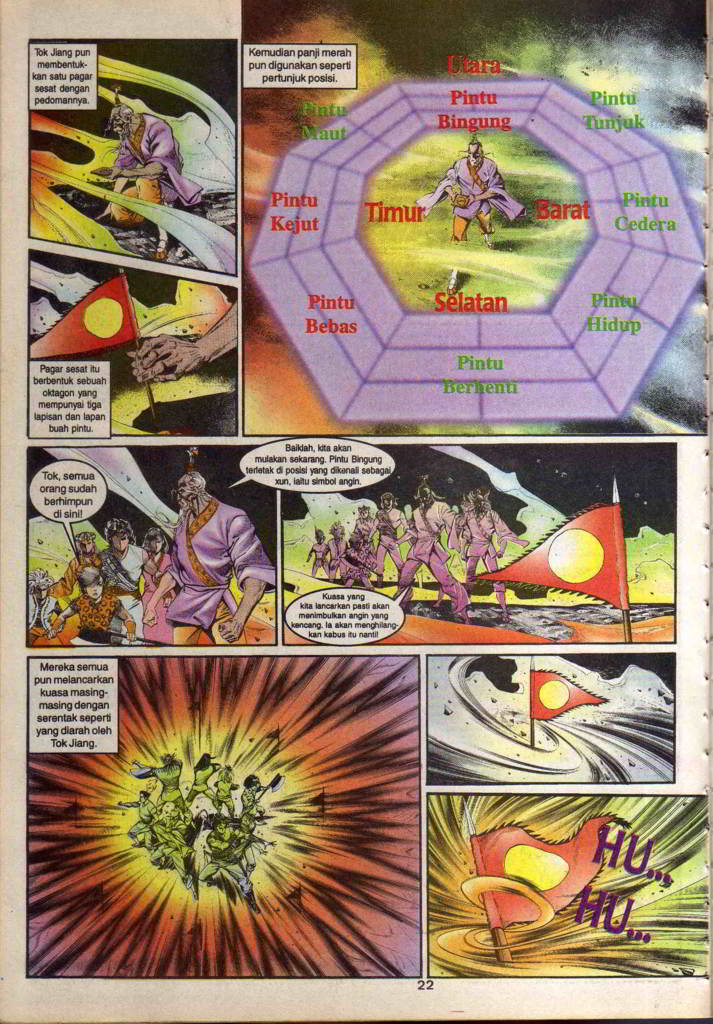 Tok Jiang pun
membentuk-
kan satu pagar
sesat dengan
pedomannya.
Kemudian panji merah
pun digunakan seperti
pertunjuk posisi.
Utara
Pintu
Bingung
Pintu
Maut
Pintu
Tunjuk
Pintu
Kejut
Timur
Barat
Pintu
Cedera
Pintu
Bebas
Selatan
Pintu
Hidup
Pintu
Berhenti
Pagar sesat itu
berbentuk sebuah
oktagon yang
mempunyai tiga
lapisan dan lapan
buah pintu.
Tok, semua
orang sudah
berhimpun
di sini!
Baiklah, kita akan
mulakan sekarang. Pintu Bingung
terletak di posisi yang dikenali sebagai
xun, iaitu simbol angin.
Kuasa yang
kita lancarkan pasti akan
menimbulkan angin yang
kencang. Ia akan menghilang-
kan kabus itu nanti!
Mereka semua
pun melancarkan
kuasa masing-
masing dengan
serentak seperti
yang diarah oleh
Tok Jiang.
HU...
HU...
22